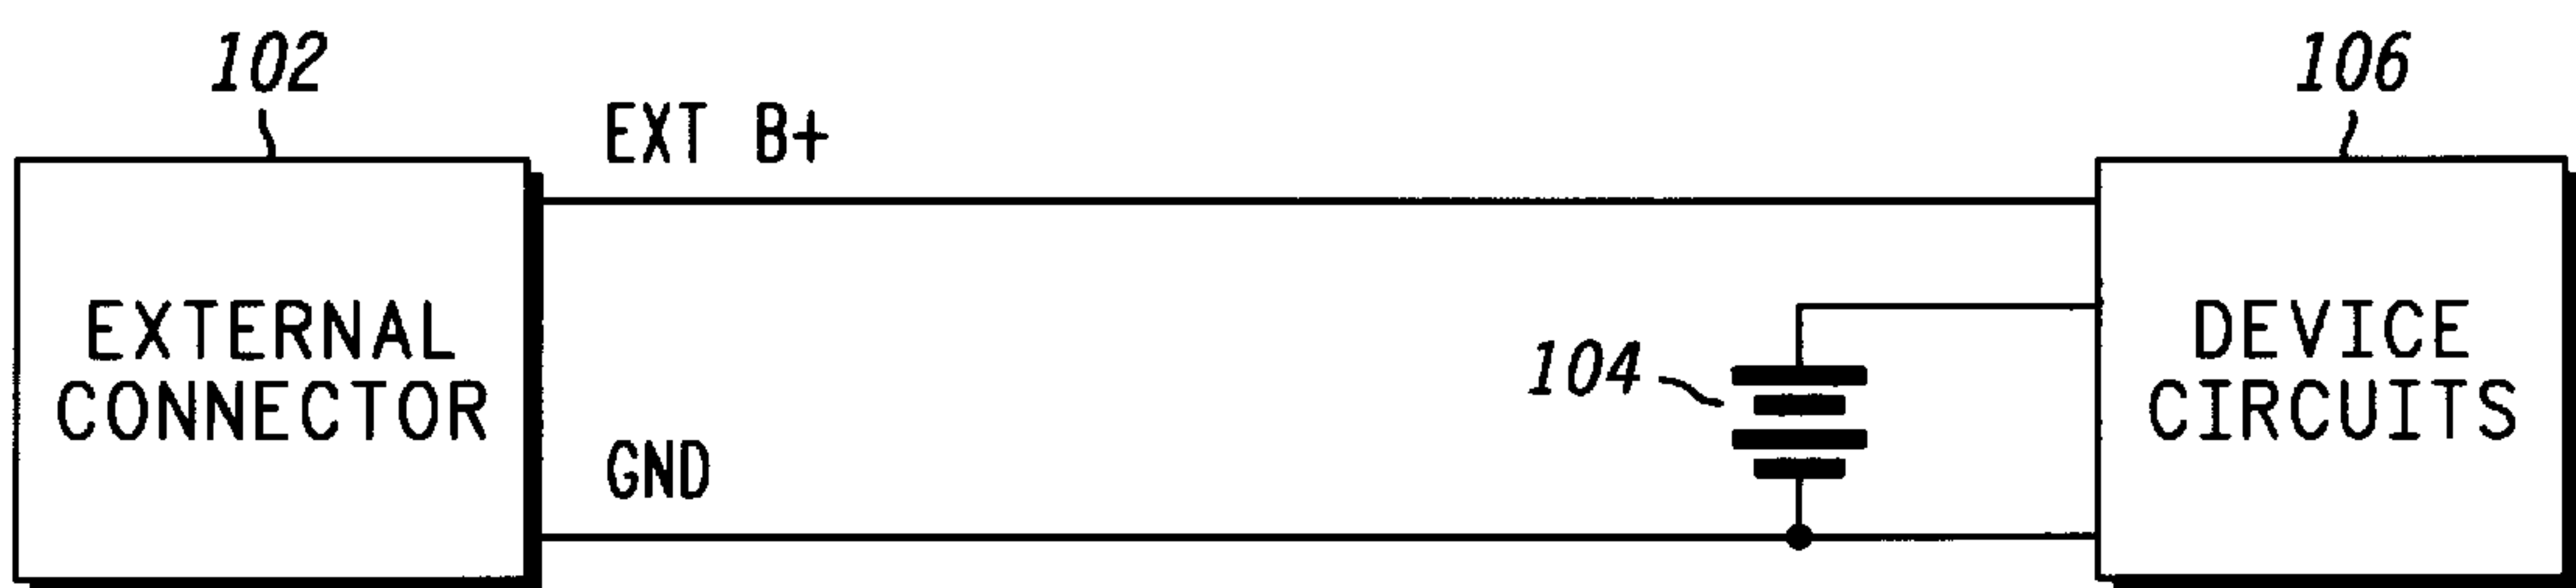 102
106
EXT B+
EXTERNAL
CONNECTOR
DEVICE
CIRCUITS
104
GND